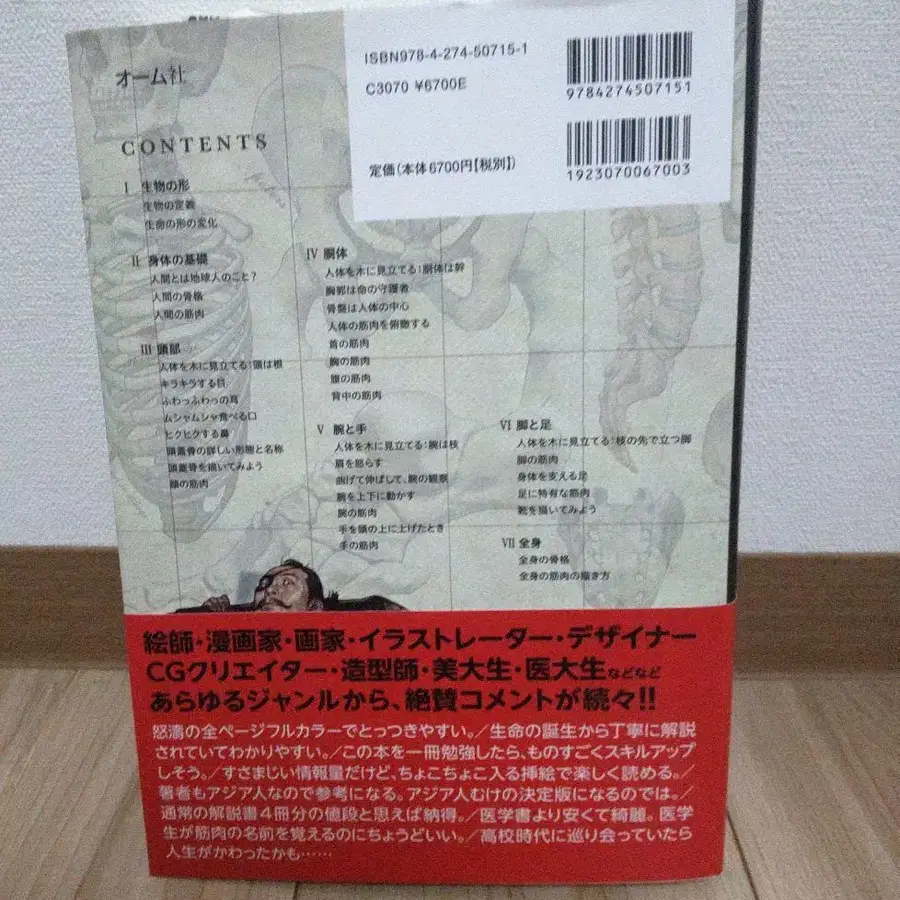 オーム社
ISBN978-4-274-50715-1
C3070 ¥6700E
9784274507151
定価(本体6700円【税別】)
1923070067003
CONTENTS
I 生物の形
生物の定義
生命の形の変化
II 身体の基礎
人間とは地球人のこと?
人間の骨格
人間の筋肉
III 頭部
人体を木に見立てる:頭は根
キラキラする目
ふわっふわっの耳
ムシャムシャ食べる口
ヒクヒクする鼻
頭蓋骨の詳しい形態と名称
頭蓋骨を描いてみよう
顔の筋肉
IV 胴体
人体を木に見立てる:胴体は幹
胸郭は命の守護者
骨盤は人体の中心
人体の筋肉を俯瞰する
首の筋肉
胸の筋肉
腹の筋肉
背中の筋肉
V 腕と手
人体を木に見立てる:腕は枝
肩を怒らす
曲げて伸ばして、腕の観察
腕を上下に動かす
腕の筋肉
手を頭の上に上げたとき
手の筋肉
VI 脚と足
人体を木に見立てる:枝の先で立つ脚
脚の筋肉
身体を支える足
足に特有な筋肉
靴を描いてみよう
VII 全身
全身の骨格
全身の筋肉の描き方
絵師・漫画家・画家・イラストレーター・デザイナー
CGクリエイター・造型師・美大生・医大生などなど
あらゆるジャンルから、絶賛コメントが続々!!
怒濤の全ページフルカラーでとっつきやすい。/生命の誕生から丁寧に解説
されていてわかりやすい。/この本を一冊勉強したら、ものすごくスキルアップ
しそう。/すさまじい情報量だけど、ちょこちょこ入る挿絵で楽しく読める。/
著者もアジア人なので参考になる。アジア人むけの決定版になるのでは。/
通常の解説書4冊分の値段と思えば納得。/医学書より安くて綺麗。医学
生が筋肉の名前を覚えるのにちょうどいい。/高校時代に巡り会っていたら
人生がかわったかも……